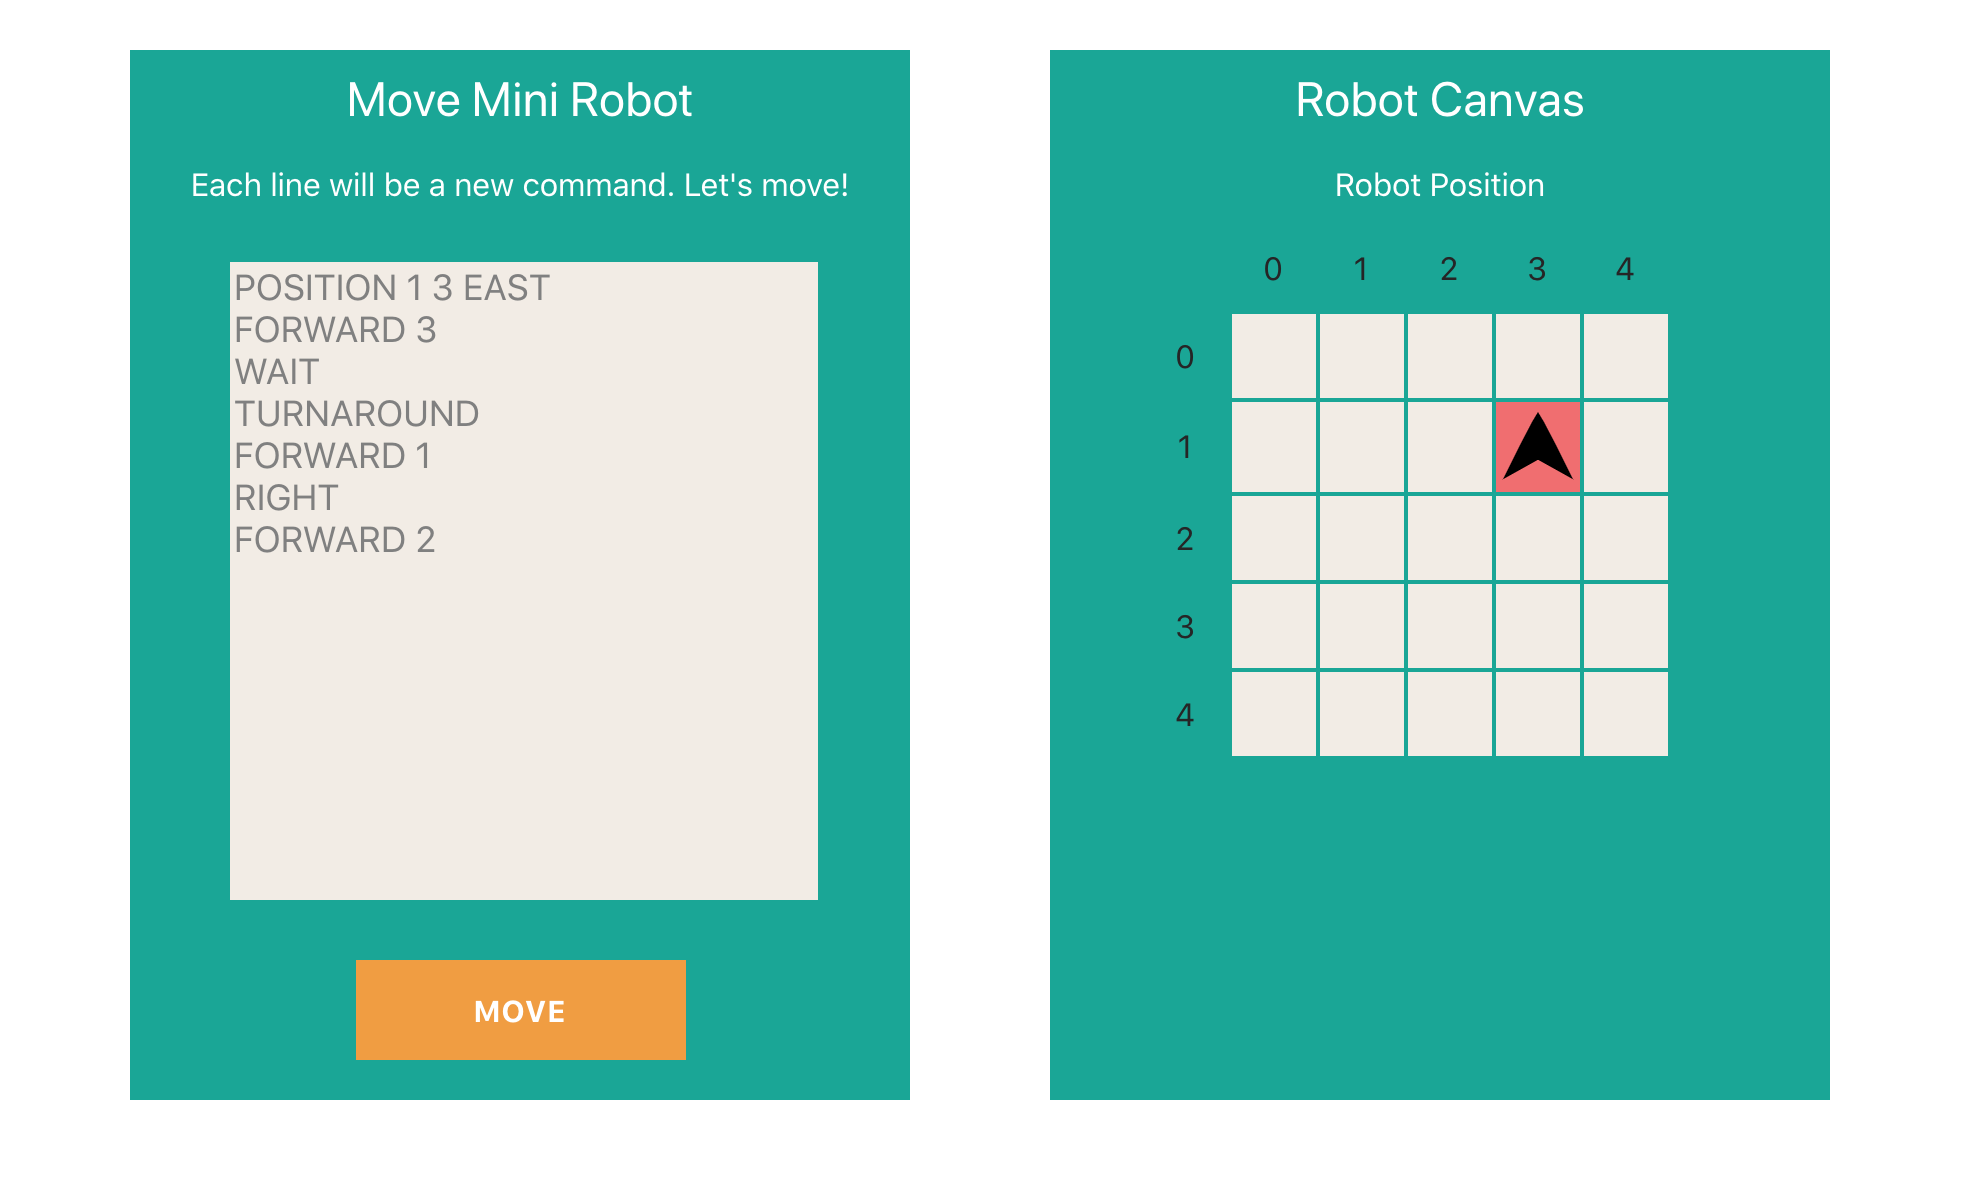 Move Mini Robot
Each line will be a new command. Let's move!
POSITION 1 3 EAST
FORWARD 3
WAIT
TURNAROUND
FORWARD 1
RIGHT
FORWARD 2
MOVE
Robot Canvas
Robot Position
0 1 2 3 4
0
1
2
3
4